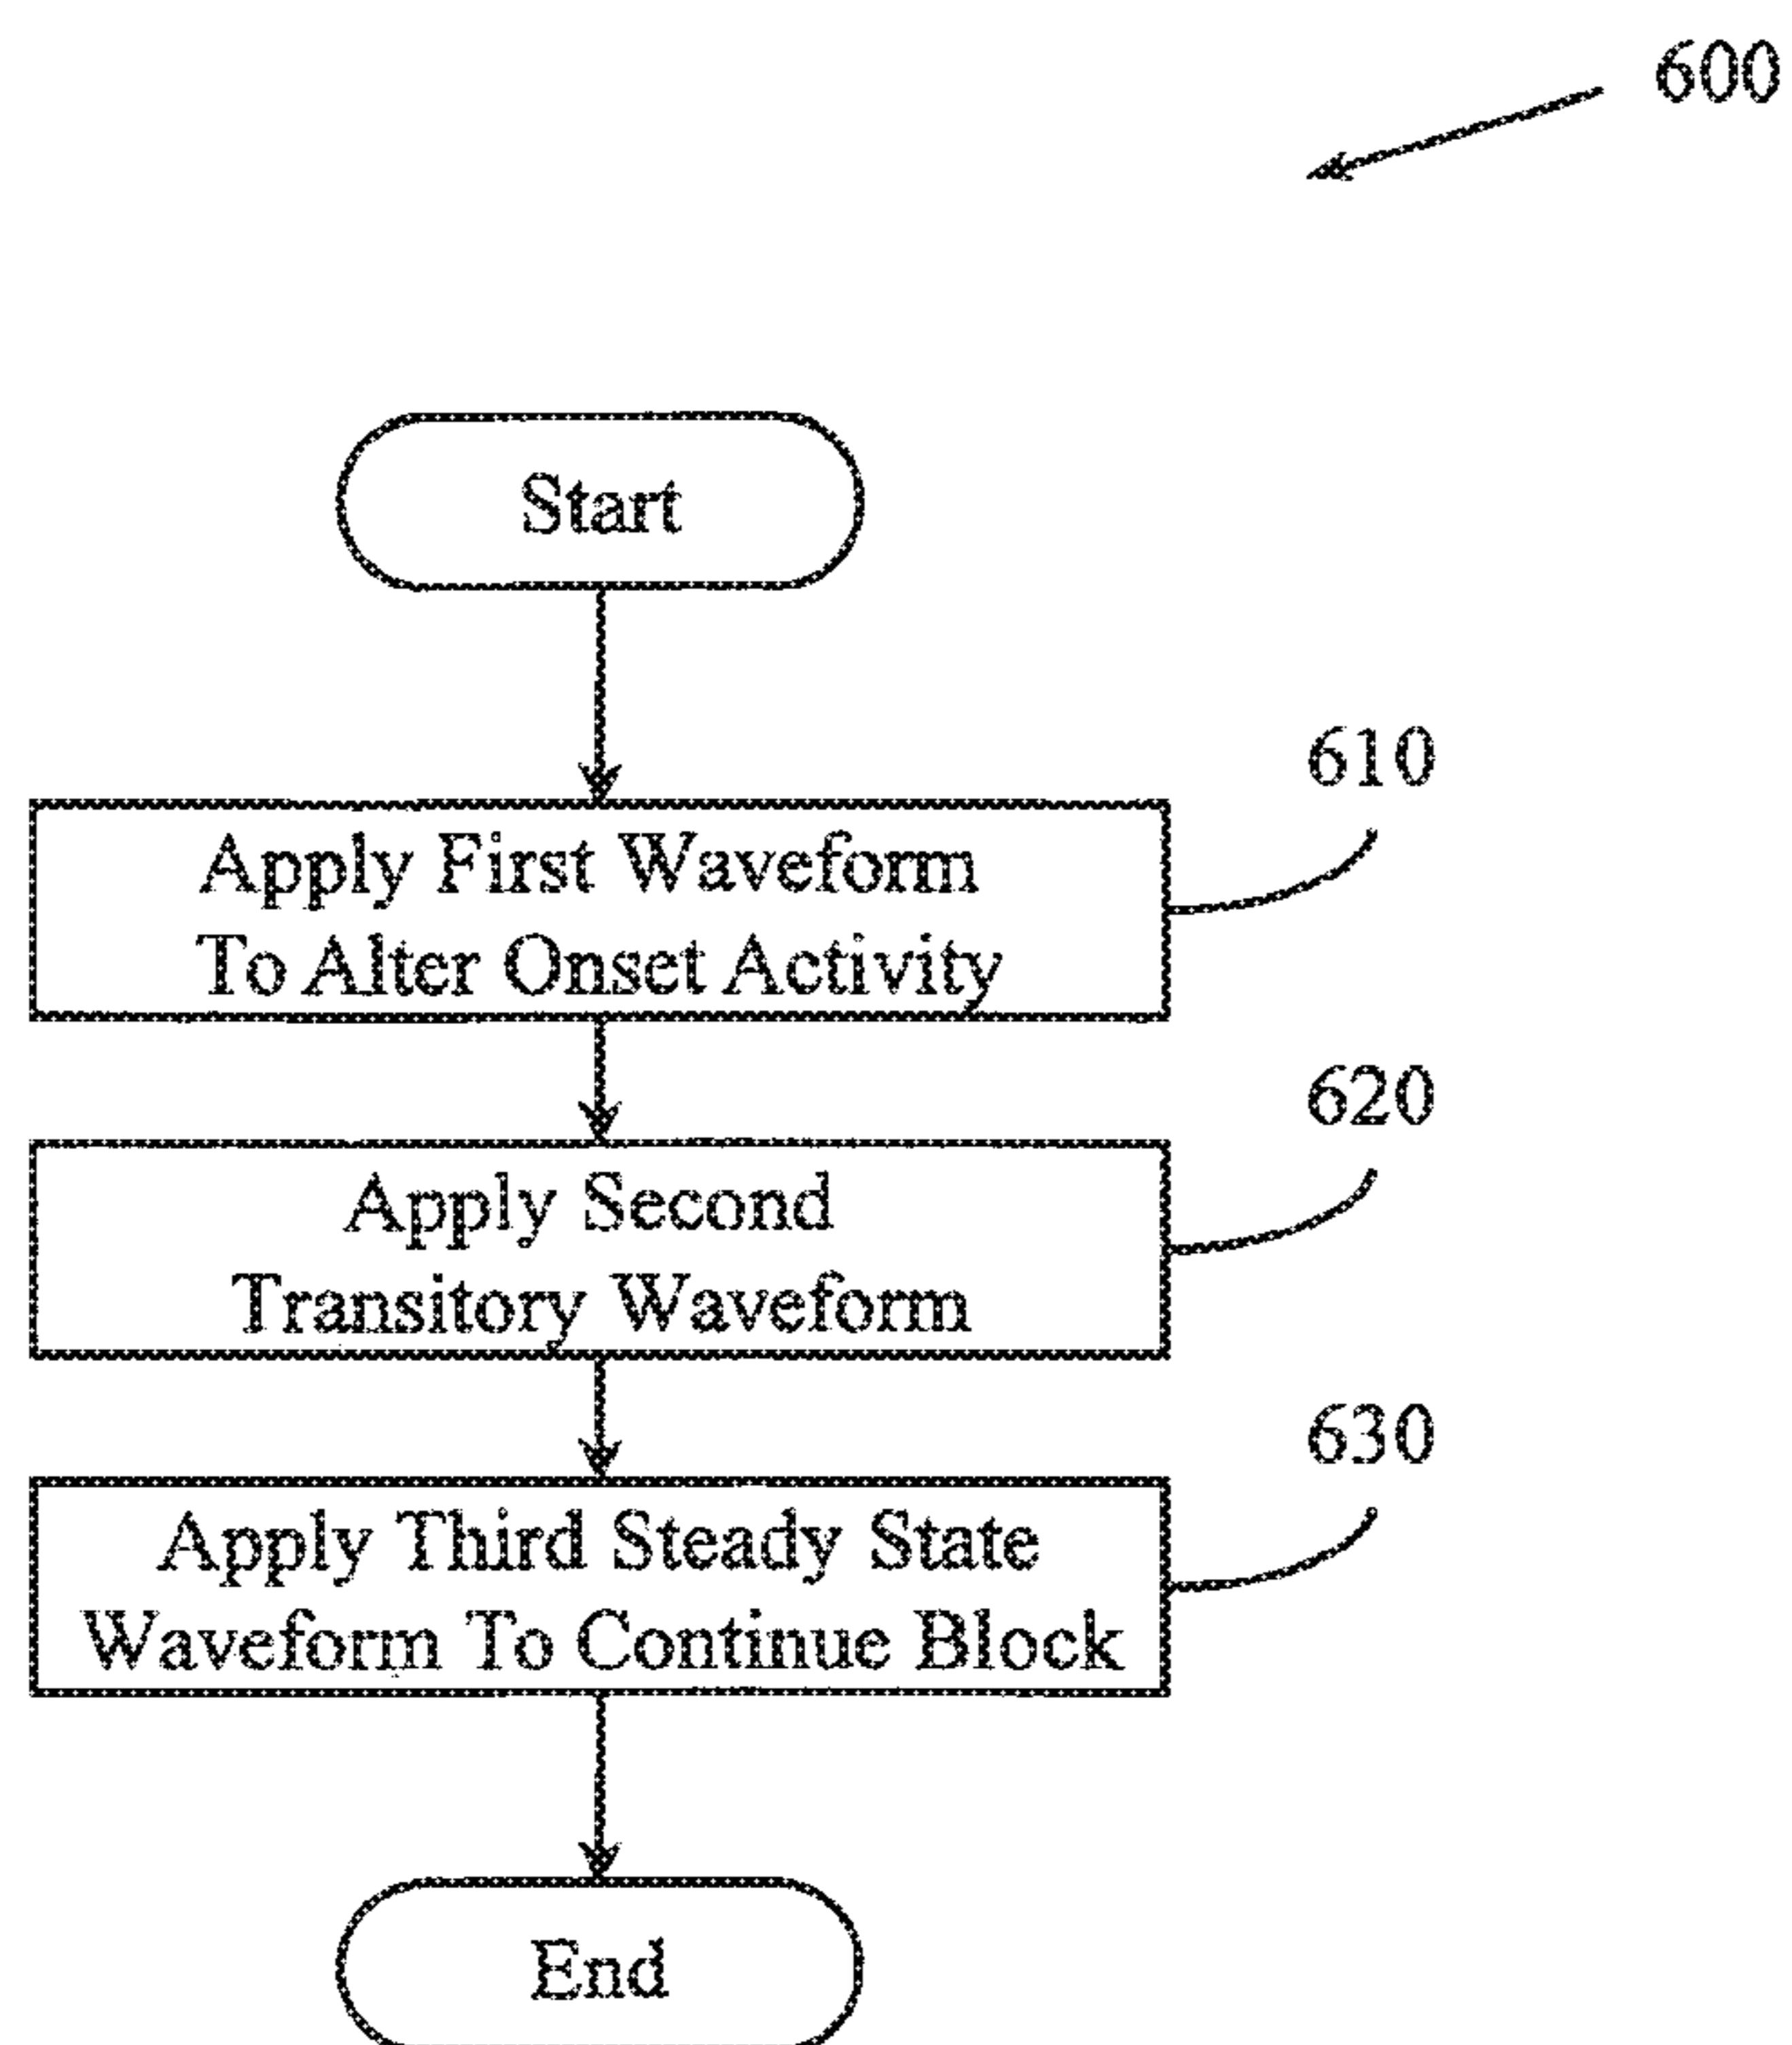 600
Start
610
Apply First Waveform
To Alter Onset Activity
620
Apply Second
Transitory Waveform
630
Apply Third Steady State
Waveform To Continue Block
End